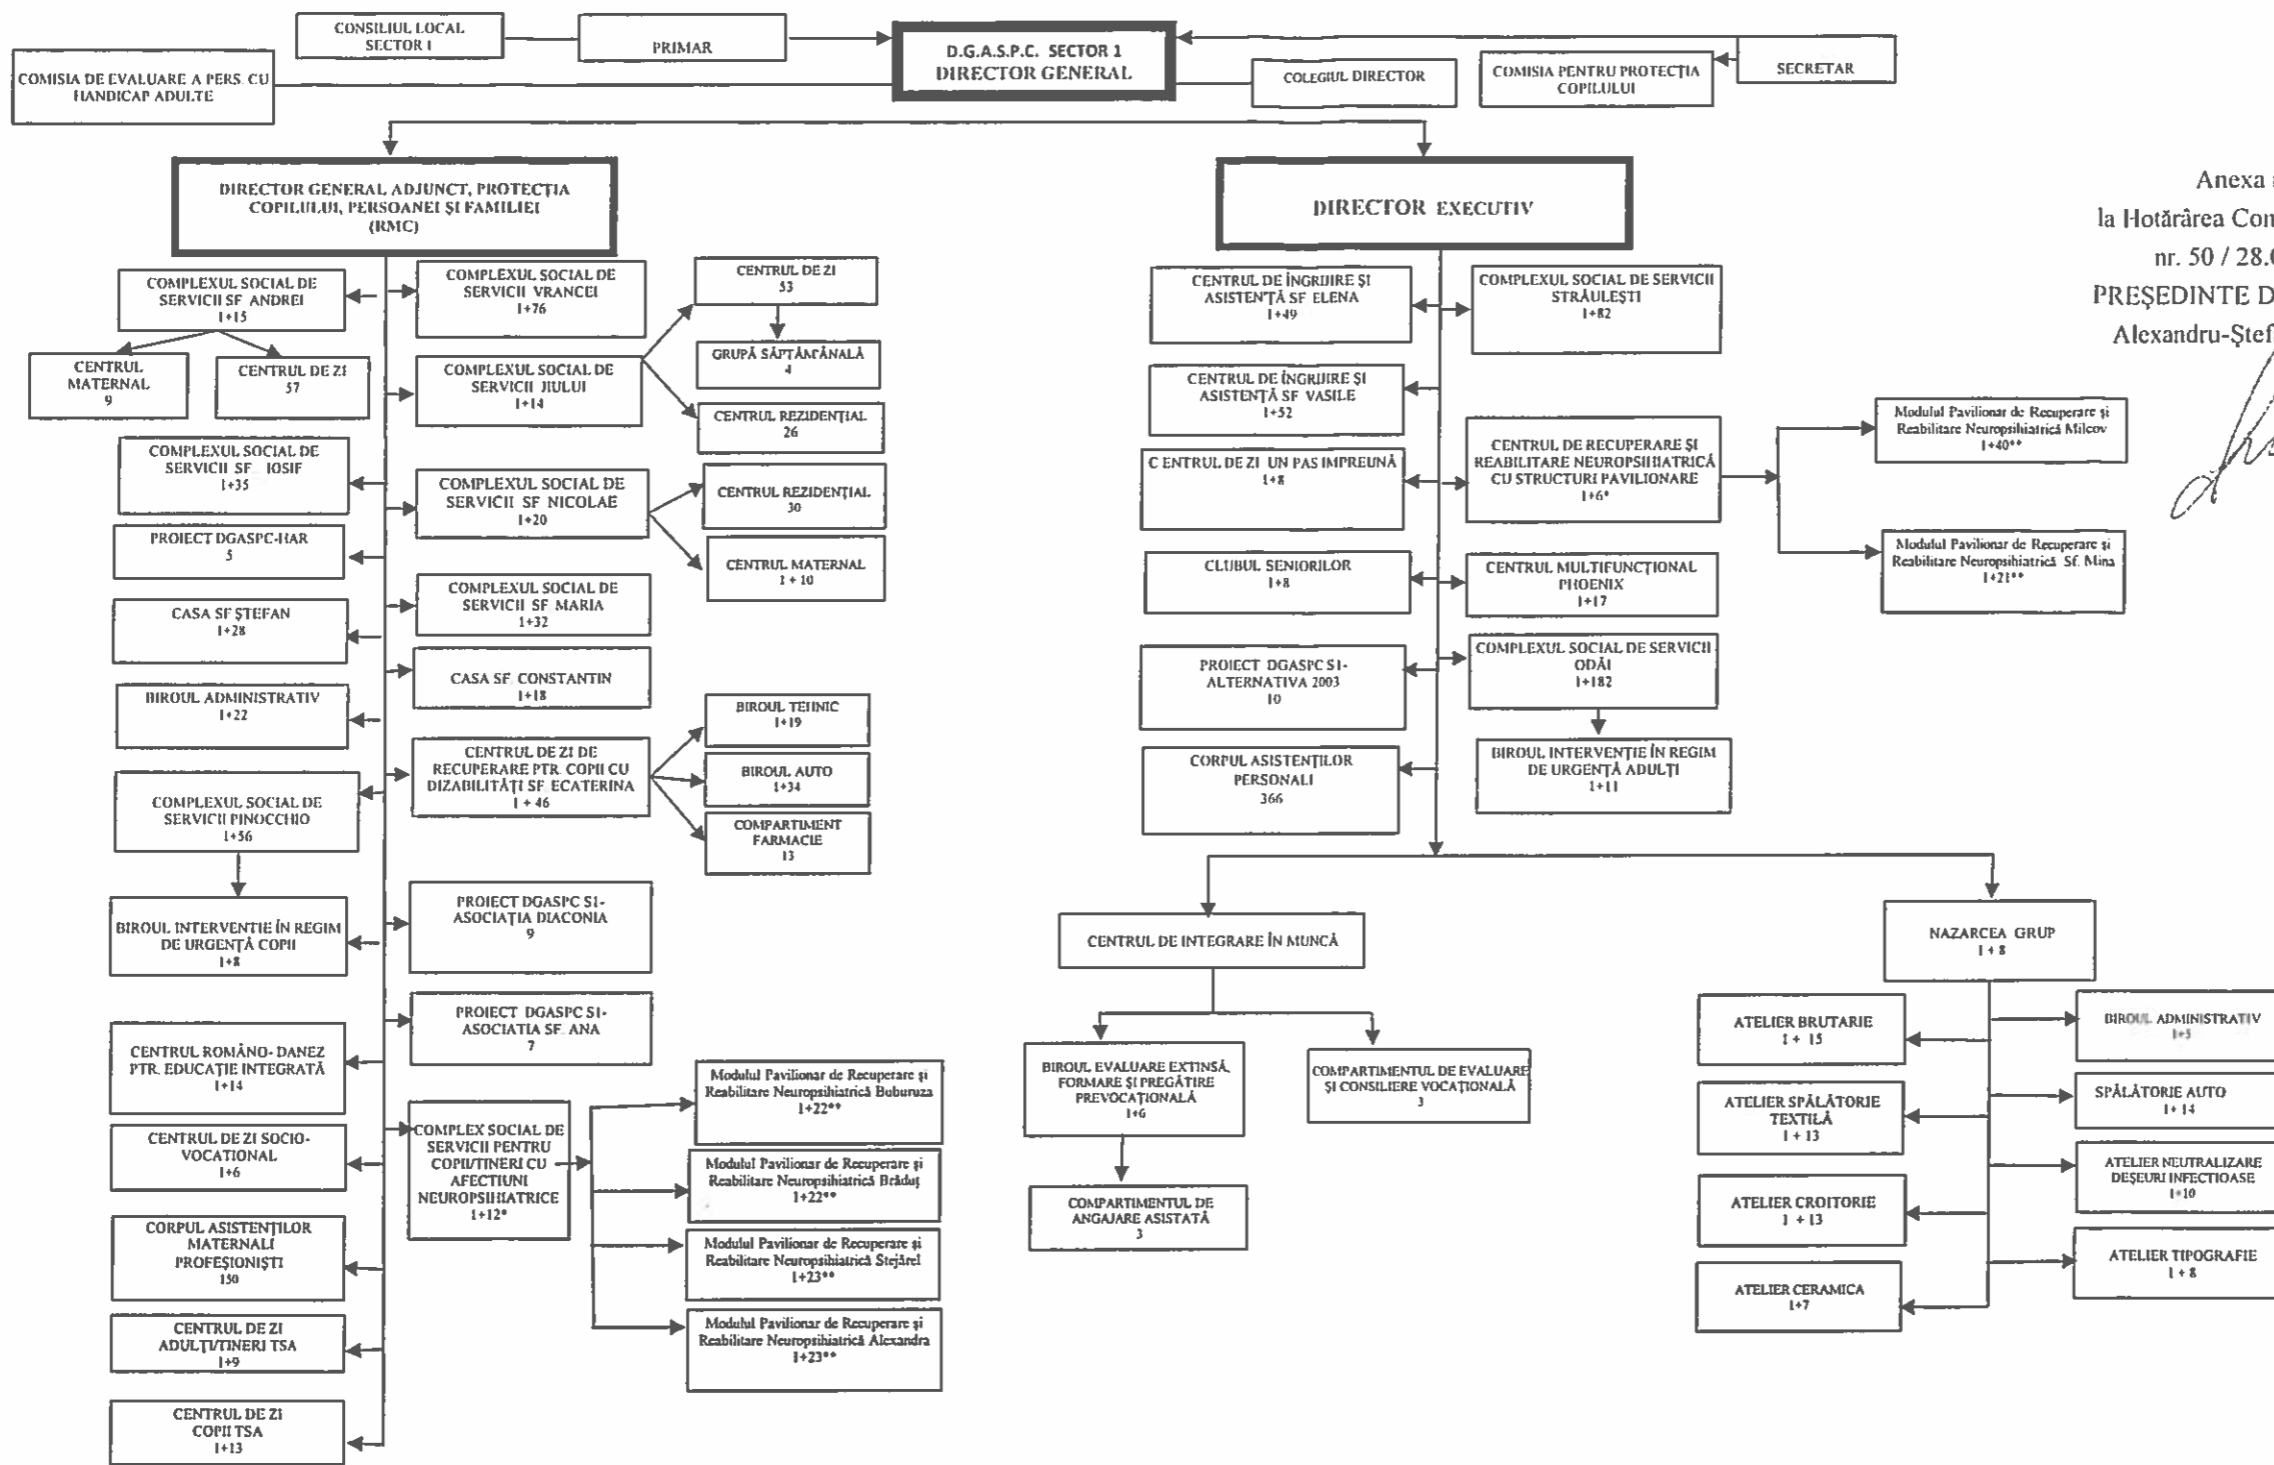 CONSILIUL LOCAL
SECTOR 1
PRIMAR
D.G.A.S.P.C. SECTOR 1
DIRECTOR GENERAL
COMISIA DE EVALUARE A PERS. CU
HANDICAP ADULTE
COLEGIUL DIRECTOR
COMISIA PENTRU PROTECȚIA
COPILULUI
SECRETAR
Anexa
la Hotărârea
nr. 50 / 28.
PREȘEDINTE
DIRECTOR GENERAL ADJUNCT, PROTECȚIA
COPILULUI, PERSOANEI ȘI FAMILIEI
(RMC)
COMPLEXUL SOCIAL DE
SERVICII SF ANDREI
1+15
CENTRUL
MATERNAL
9
CENTRUL DE ZI
57
COMPLEXUL SOCIAL DE
SERVICII SF. IOSIF
1+35
PROIECT DGASPC-HAR
5
CASA SF ȘTEFAN
1+28
BIROUL ADMINISTRATIV
1+22
COMPLEXUL SOCIAL DE
SERVICII PINOCCHIO
1+56
BIROUL INTERVENTIE ÎN REGIM
DE URGENȚĂ COPII
1+8
CENTRUL ROMÂNO- DANEZ
PTR. EDUCAȚIE INTEGRATĂ
1+14
CENTRUL DE ZI SOCIO-
VOCATIONAL
1+6
CORPUL ASISTENȚILOR
MATERNALI
PROFESIONIȘTI
150
CENTRUL DE ZI
ADULȚI/TINERI TSA
1+9
CENTRUL DE ZI
COPII TSA
1+13
COMPLEXUL SOCIAL DE
SERVICII VRANCEI
1+76
COMPLEXUL SOCIAL DE
SERVICII JIULUI
1+14
CENTRUL DE ZI
53
GRUPĂ SĂPTĂMÂNALĂ
4
CENTRUL REZIDENȚIAL
26
COMPLEXUL SOCIAL DE
SERVICII SF NICOLAE
1+20
CENTRUL REZIDENȚIAL
30
CENTRUL MATERNAL
1 + 10
COMPLEXUL SOCIAL DE
SERVICII SF MARIA
1+32
CASA SF. CONSTANTIN
1+18
CENTRUL DE ZI DE
RECUPERARE PTR. COPII CU
DIZABILITĂȚI SF ECATERINA
1 + 46
BIROUL TEHNIC
1+19
BIROUL AUTO
1+34
COMPARTIMENT
FARMACIE
13
PROIECT DGASPC S1-
ASOCIAȚIA DIACONIA
9
PROIECT DGASPC S1-
ASOCIATIA SF. ANA
7
COMPLEX SOCIAL DE
SERVICII PENTRU
COPII/TINERI CU
AFECTIUNI
NEUROPSIHIATRICE
1+12*
Modulul Pavilionar de Recuperare și
Reabilitare Neuropsihiatrică Buburuza
1+22**
Modulul Pavilionar de Recuperare și
Reabilitare Neuropsihiatrică Brăduț
1+22**
Modulul Pavilionar de Recuperare și
Reabilitare Neuropsihiatrică Stejărel
1+23**
Modulul Pavilionar de Recuperare și
Reabilitare Neuropsihiatrică Alexandra
1+23**
DIRECTOR EXECUTIV
CENTRUL DE ÎNGRIJIRE ȘI
ASISTENȚĂ SF ELENA
1+49
CENTRUL DE ÎNGRIJIRE ȘI
ASISTENȚĂ SF VASILE
1+52
C ENTRUL DE ZI UN PAS IMPREUNĂ
1+8
CLUBUL SENIORILOR
1+8
PROIECT DGASPC S1-
ALTERNATIVA 2003
10
CORPUL ASISTENȚILOR
PERSONALI
366
COMPLEXUL SOCIAL DE SERVICII
STRĂULEȘTI
1+82
CENTRUL DE RECUPERARE ȘI
REABILITARE NEUROPSIHIATRICĂ
CU STRUCTURI PAVILIONARE
1+6*
Modulul Pavilionar de Recuperare și
Reabilitare Neuropsihiatrică Milcov
1+40**
Modulul Pavilionar de Recuperare și
Reabilitare Neuropsihiatrică Sf. Mina
1+21**
CENTRUL MULTIFUNCȚIONAL
PHOENIX
1+17
COMPLEXUL SOCIAL DE SERVICII
ODĂI
1+182
BIROUL INTERVENȚIE ÎN REGIM
DE URGENȚĂ ADULȚI
1+11
CENTRUL DE INTEGRARE ÎN MUNCĂ
BIROUL EVALUARE EXTINSĂ,
FORMARE ȘI PREGĂTIRE
PREVOCAȚIONALĂ
1+6
COMPARTIMENTUL DE EVALUARE
ȘI CONSILIERE VOCAȚIONALĂ
3
COMPARTIMENTUL DE
ANGAJARE ASISTATĂ
3
NAZARCEA GRUP
1 + 8
ATELIER BRUTARIE
1 + 15
ATELIER SPĂLĂTORIE
TEXTILĂ
1 + 13
ATELIER CROITORIE
1 + 13
ATELIER CERAMICA
1+7
BIROUL ADMINISTRATIV
1+5
SPĂLĂTORIE AUTO
1 + 14
ATELIER NEUTRALIZARE
DEȘEURI INFECTIOASE
1+10
ATELIER TIPOGRAFIE
1 + 8